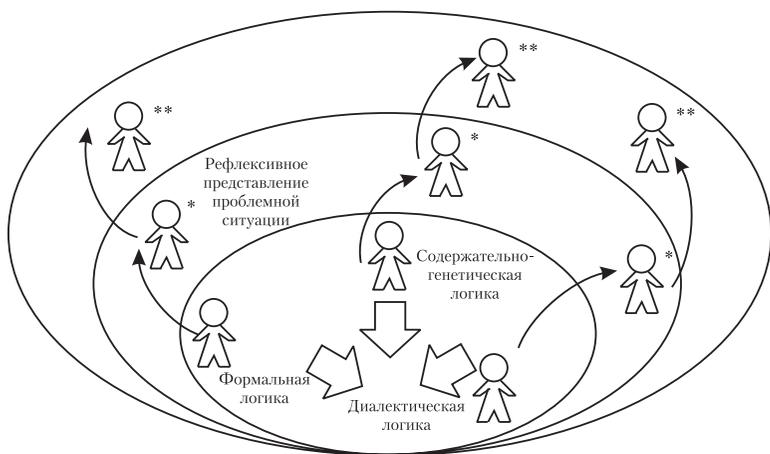 **
**
**
*
Рефлексивное
представление
проблемной
ситуации
*
Содержательно-
генетическая
логика
*
Формальная
логика
Диалектическая
логика